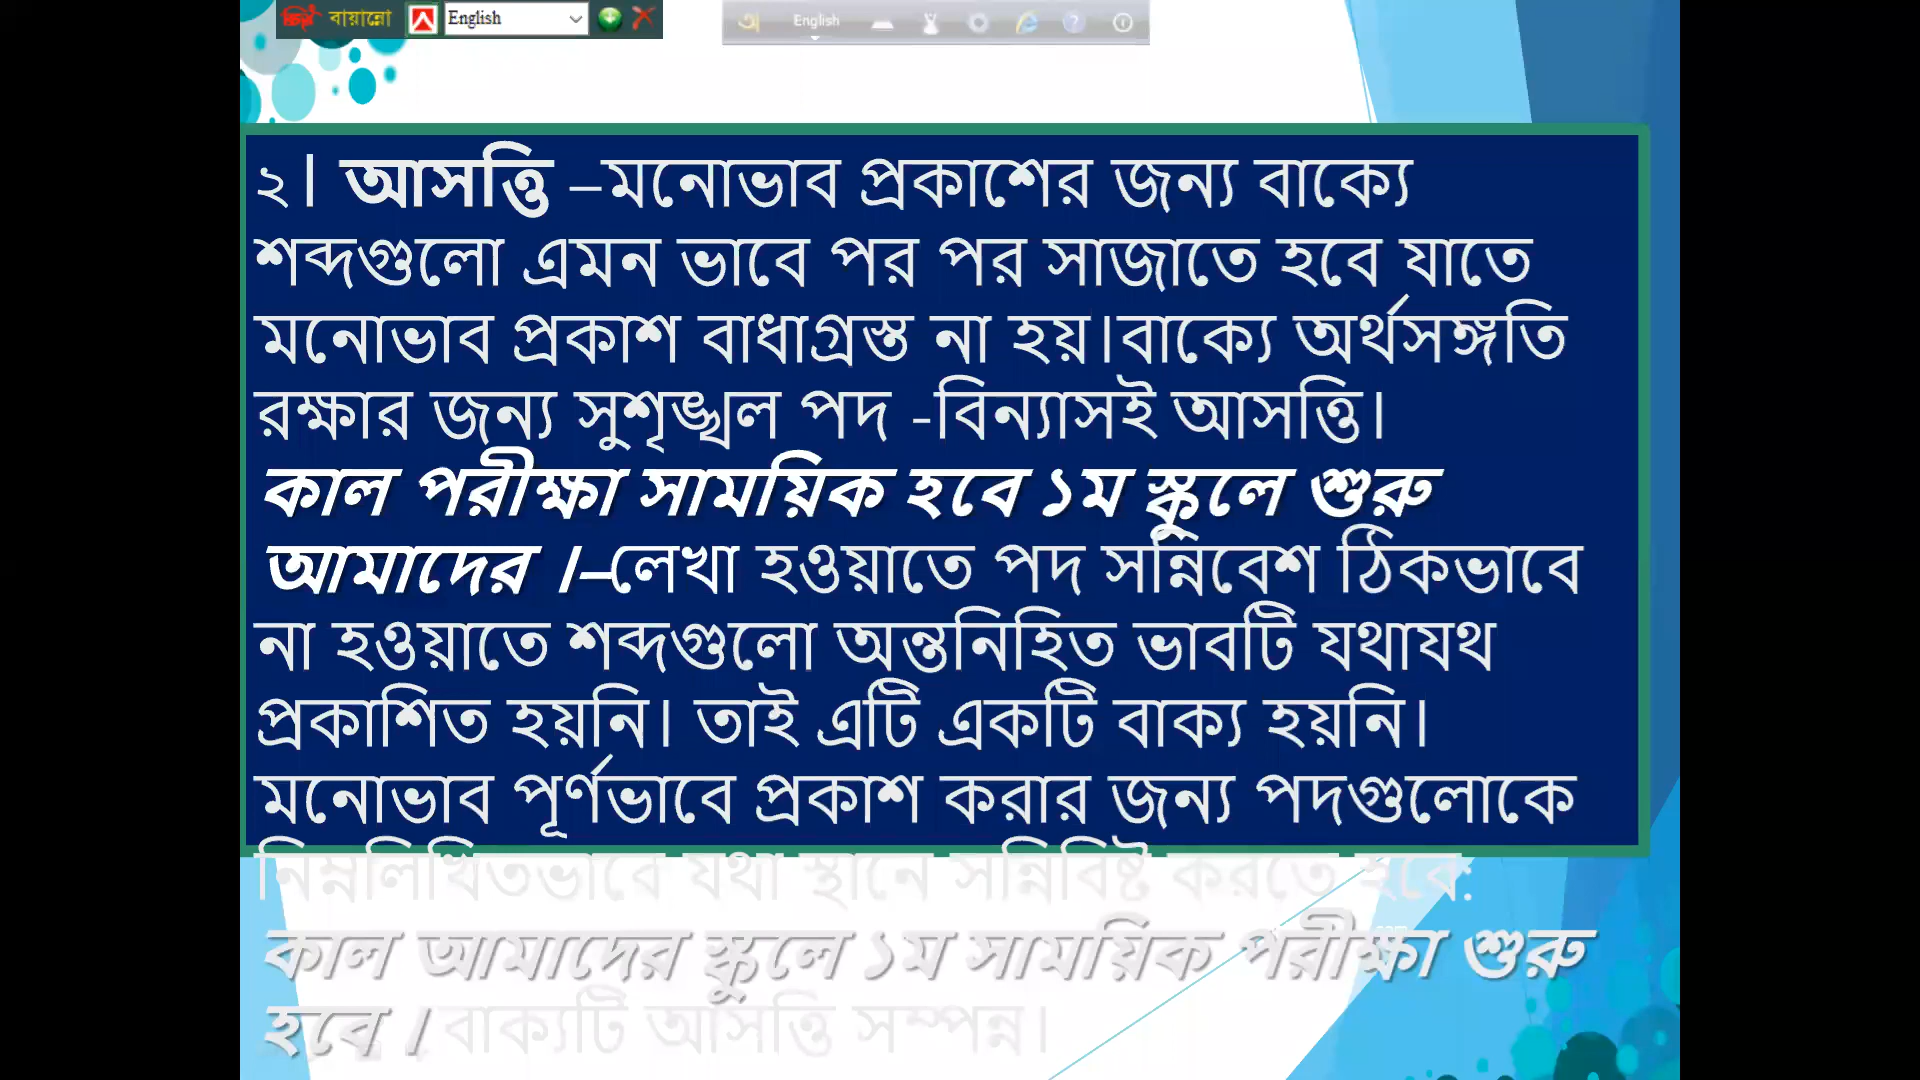 বায়ান্নো English
English
২। আসত্তি –মনোভাব প্রকাশের জন্য বাক্যে
শব্দগুলো এমন ভাবে পর পর সাজাতে হবে যাতে
মনোভাব প্রকাশ বাধাগ্রস্ত না হয়।বাক্যে অর্থসঙ্গতি
রক্ষার জন্য সুশৃঙ্খল পদ -বিন্যাসই আসত্তি।
কাল পরীক্ষা সাময়িক হবে ১ম স্কুলে শুরু
আমাদের ।–লেখা হওয়াতে পদ সন্নিবেশ ঠিকভাবে
না হওয়াতে শব্দগুলো অন্তনিহিত ভাবটি যথাযথ
প্রকাশিত হয়নি। তাই এটি একটি বাক্য হয়নি।
মনোভাব পূর্ণভাবে প্রকাশ করার জন্য পদগুলোকে
নিম্নলিখিতভাবে যথা স্থানে সন্নিবিষ্ট করতে হবে:
কাল আমাদের স্কুলে ১ম সাময়িক পরীক্ষা শুরু
হবে । বাক্যটি আসত্তি সম্পন্ন।